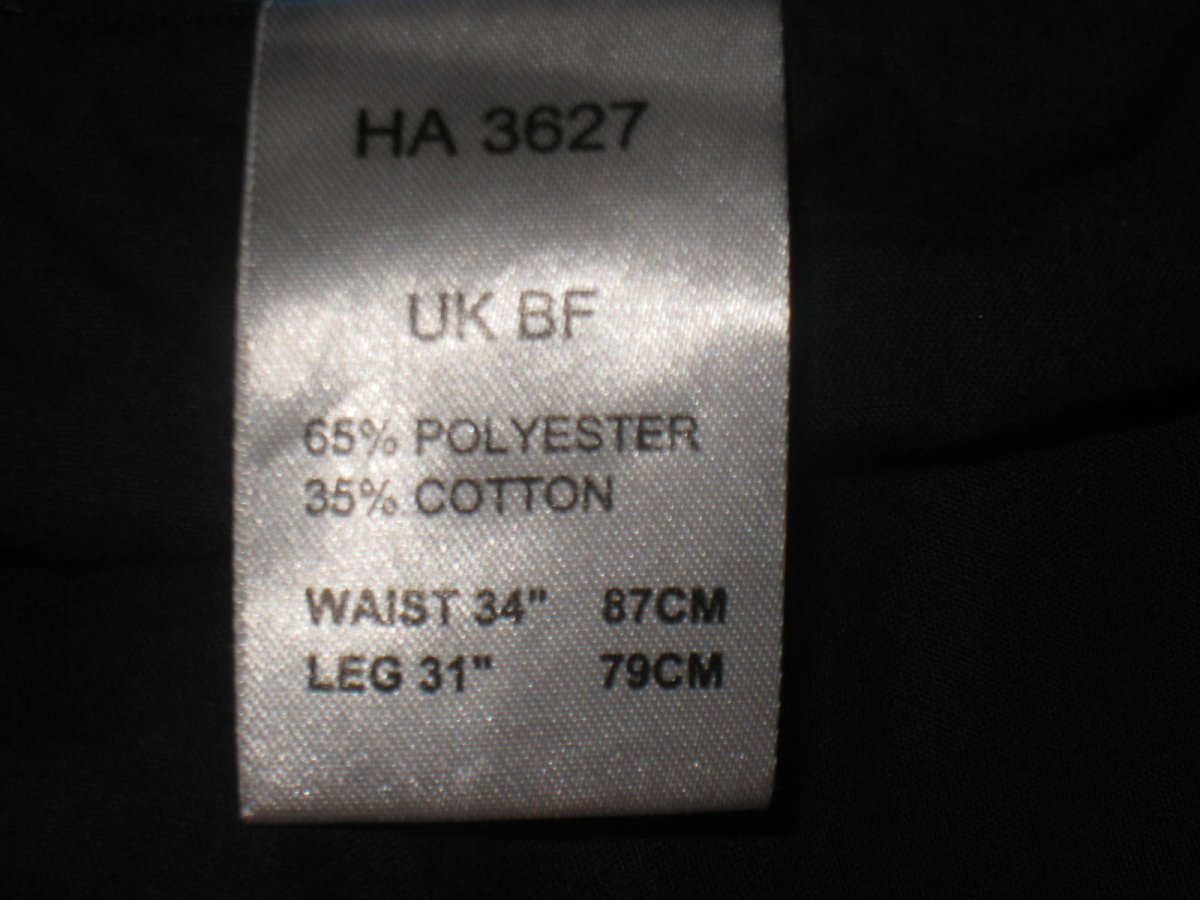 HA 3627
UK BF
65% POLYESTER
35% COTTON
WAIST 34" 87CM
LEG 31" 79CM